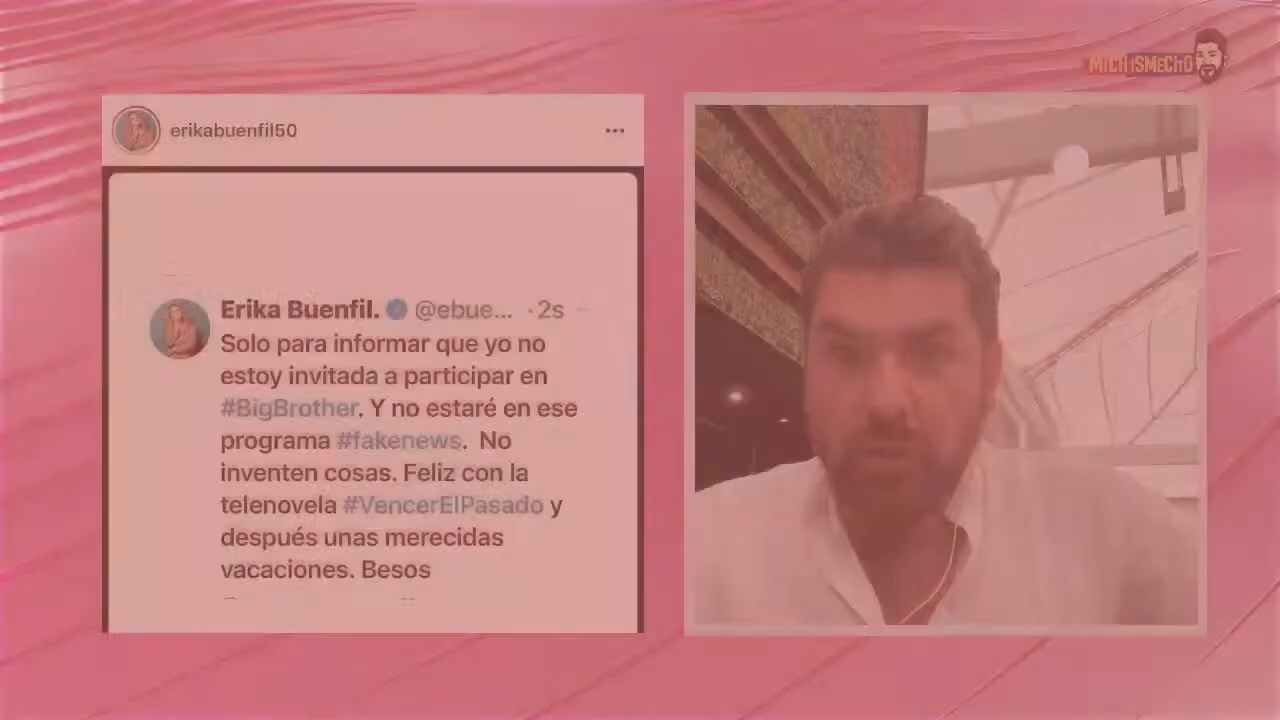 MICHISMECITO
erikabuenfil50
Erika Buenfil. @ebue... · 2s
Solo para informar que yo no
estoy invitada a participar en
#BigBrother. Y no estaré en ese
programa #fakenews. No
inventen cosas. Feliz con la
telenovela #VencerElPasado y
después unas merecidas
vacaciones. Besos